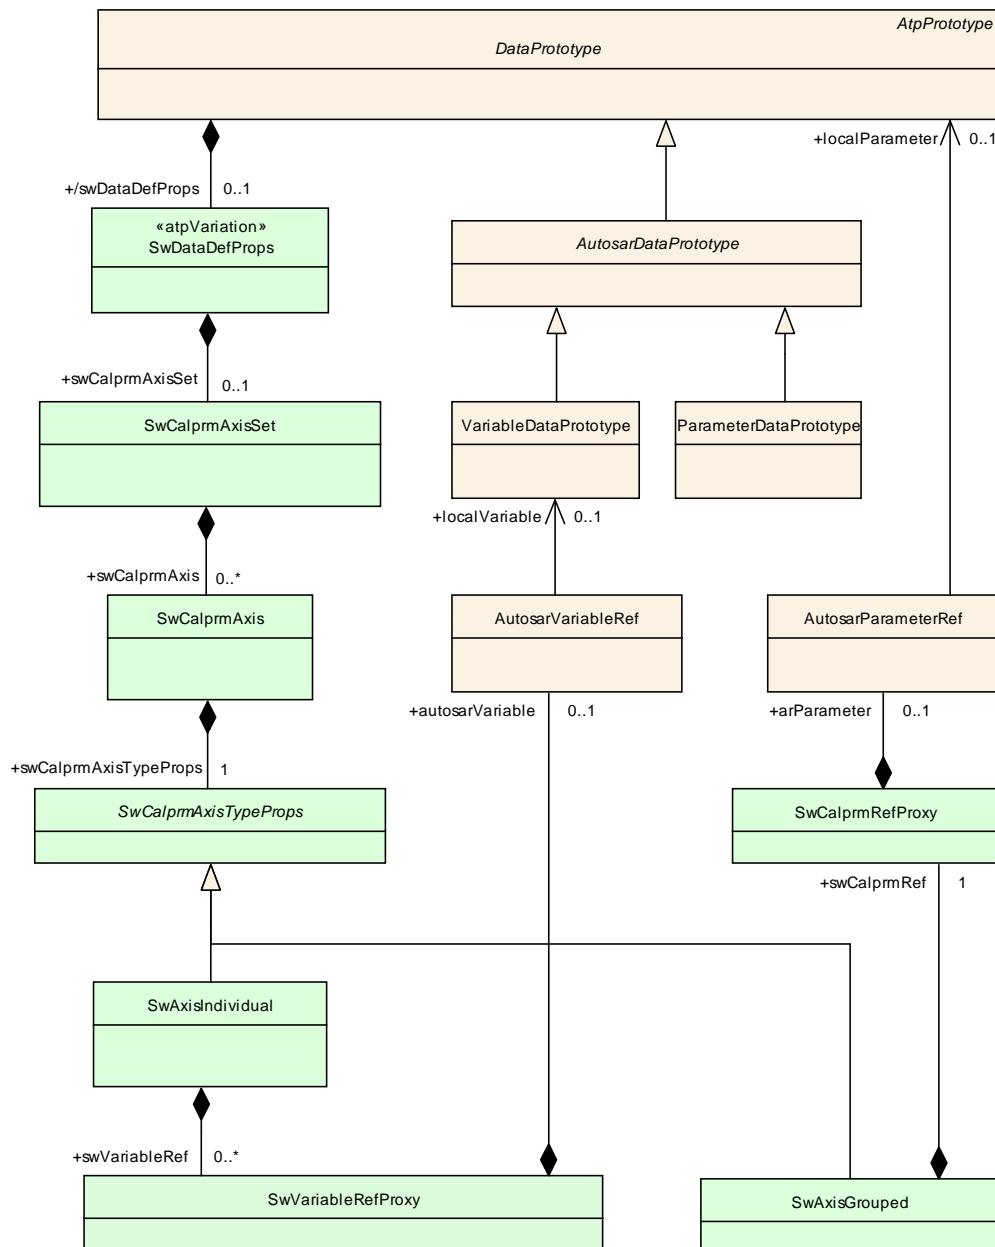 AtpPrototype
DataPrototype
+localParameter
0..1
+/swDataDefProps
0..1
«atpVariation»
SwDataDefProps
AutosarDataPrototype
+swCalprmAxisSet
0..1
SwCalprmAxisSet
VariableDataPrototype
ParameterDataPrototype
+localVariable
0..1
+swCalprmAxis
0..*
SwCalprmAxis
AutosarVariableRef
AutosarParameterRef
+autosarVariable
0..1
+arParameter
0..1
+swCalprmAxisTypeProps
1
SwCalprmAxisTypeProps
SwCalprmRefProxy
+swCalprmRef
1
SwAxisIndividual
+swVariableRef
0..*
SwVariableRefProxy
SwAxisGrouped